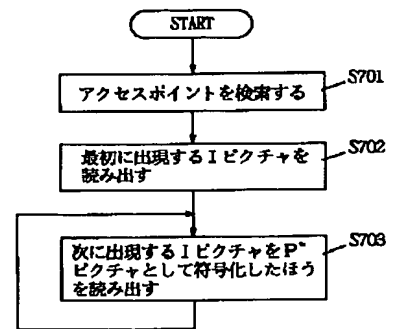 START
アクセスポイントを検索する
S701
最初に出現するIピクチャを
読み出す
S702
次に出現するIピクチャをP*
ピクチャとして符号化したほう
を読み出す
S703